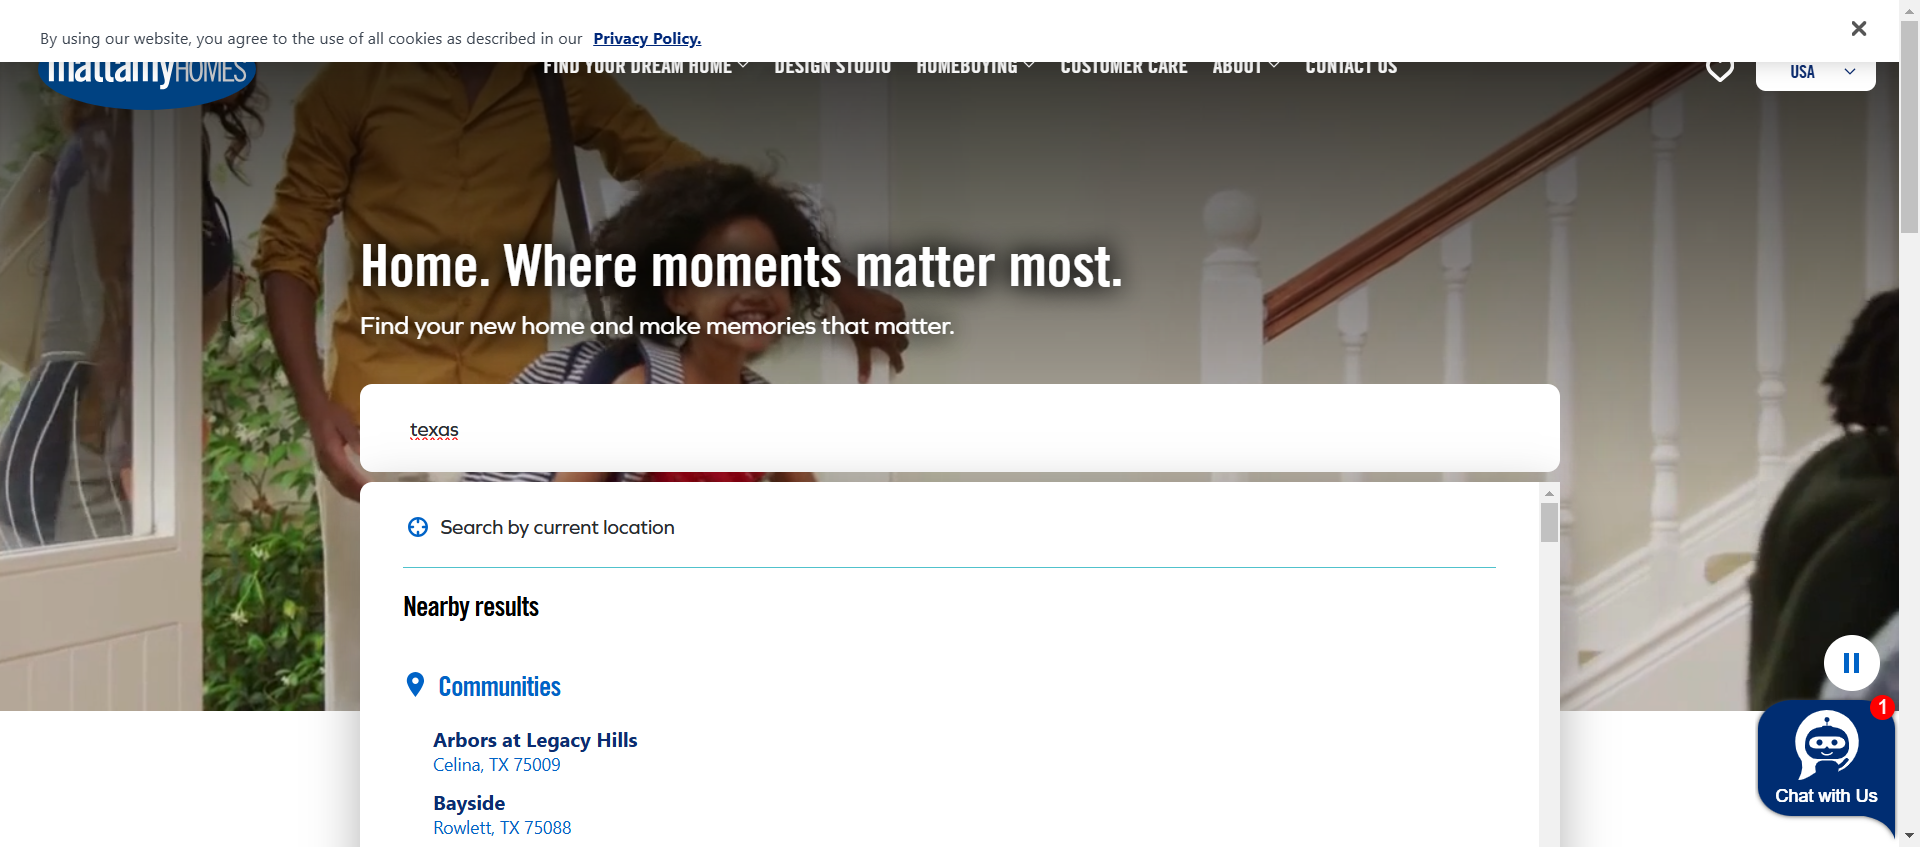 By using our website, you agree to the use of all cookies as described in our Privacy Policy.
mattamyHOMES
FIND YOUR DREAM HOME
DESIGN STUDIO
HOMEBUYING
CUSTOMER CARE
ABOUT
CONTACT US
USA
Home. Where moments matter most.
Find your new home and make memories that matter.
texas
Search by current location
Nearby results
Communities
Arbors at Legacy Hills
Celina, TX 75009
Bayside
Rowlett, TX 75088
1
Chat with Us